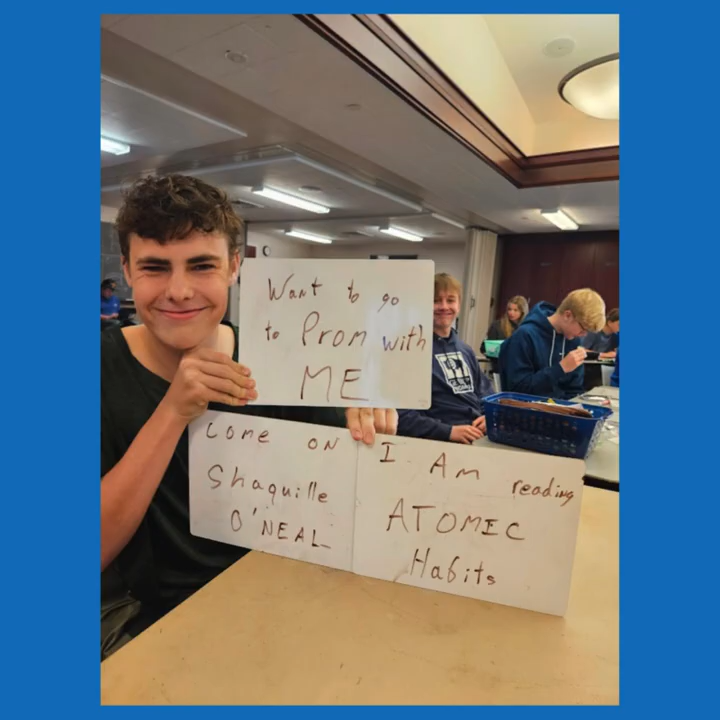 Want to go
to Prom with
ME
Come on
Shaquille
O'NEAL
I Am reading
ATOMIC
Habits